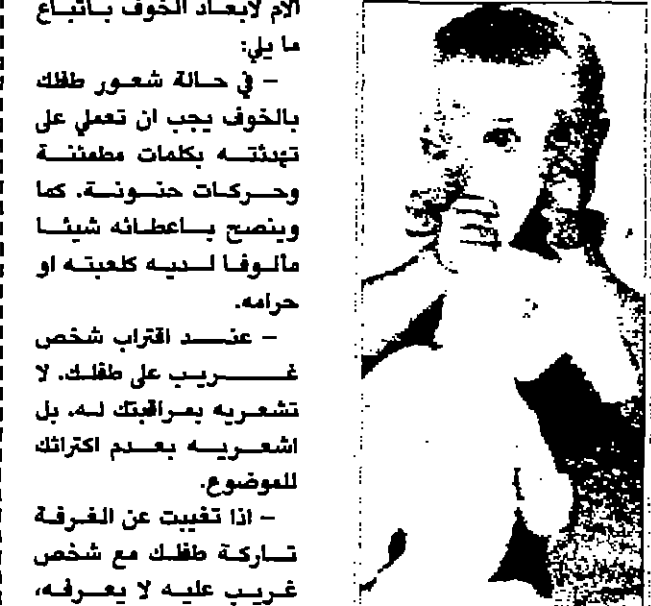 الام لابعاد الخوف باتباع
ما يلي:
– في حالة شعور طفلك
بالخوف يجب ان تعملي على
تهدئته بكلمات مطمئنة
وحركات حنونة. كما
وينصح باعطائه شيئا
مألوفا لديه كلعبته او
حرامه.
– عند اقتراب شخص
غريب على طفلك. لا
تشعريه بمراقبتك له. بل
اشعريه بعدم اكتراثك
للموضوع.
– اذا تغيبت عن الغرفة
تاركة طفلك مع شخص
غريب عليه لا يعرفه،